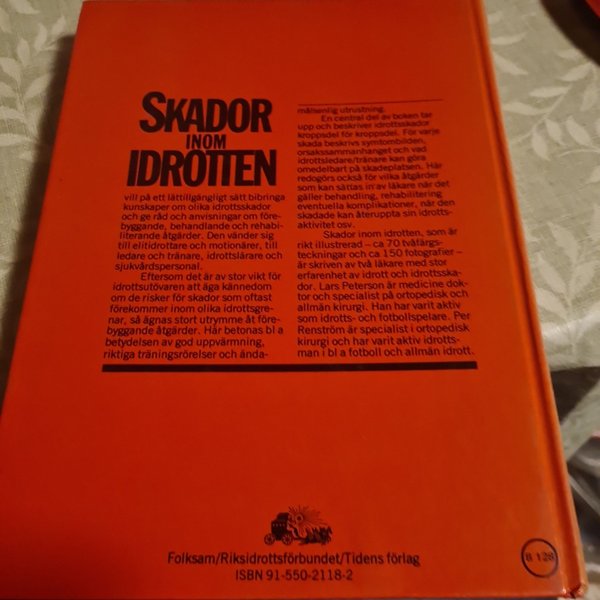 SKADOR
INOM
IDROTTEN
vill på ett lättillgängligt sätt bibringa
kunskaper om olika idrottsskador
och ge råd och anvisningar om före-
byggande, behandlande och rehabi-
literande åtgärder. Den vänder sig
till elitidrottare och motionärer, till
ledare och tränare, idrottslärare och
sjukvårdspersonal.
Eftersom det är av stor vikt för
idrottsutövaren att äga kännedom
om de risker för skador som oftast
förekommer inom olika idrottsgre-
nar, så ägnas stort utrymme åt före-
byggande åtgärder. Här betonas bl a
betydelsen av god uppvärmning,
riktiga träningsrörelser och ända-
målsenlig utrustning.
En central del av boken tar
upp och beskriver idrottsskador
kroppsdel för kroppsdel. För varje
skada beskrivs symtombilden,
orsakssammanhanget och vad
idrottsledare/tränare kan göra
omedelbart på skadeplatsen. Här
redogörs också för vilka åtgärder
som kan sättas in av läkare när det
gäller behandling, rehabilitering
eventuella komplikationer, när den
skadade kan återuppta sin idrotts-
aktivitet osv.
Skador inom idrotten, som är
rikt illustrerad – ca 70 tvåfärgs-
teckningar och ca 150 fotografier –
är skriven av två läkare med stor
erfarenhet av idrott och idrottsska-
dor. Lars Peterson är medicine dok-
tor och specialist på ortopedisk och
allmän kirurgi. Han har varit aktiv
som idrotts- och fotbollspelare. Per
Renström är specialist i ortopedisk
kirurgi och har varit aktiv idrotts-
man i bl a fotboll och allmän idrott.
Folksam/Riksidrottsförbundet/Tidens förlag
ISBN 91-550-2118-2
B 128